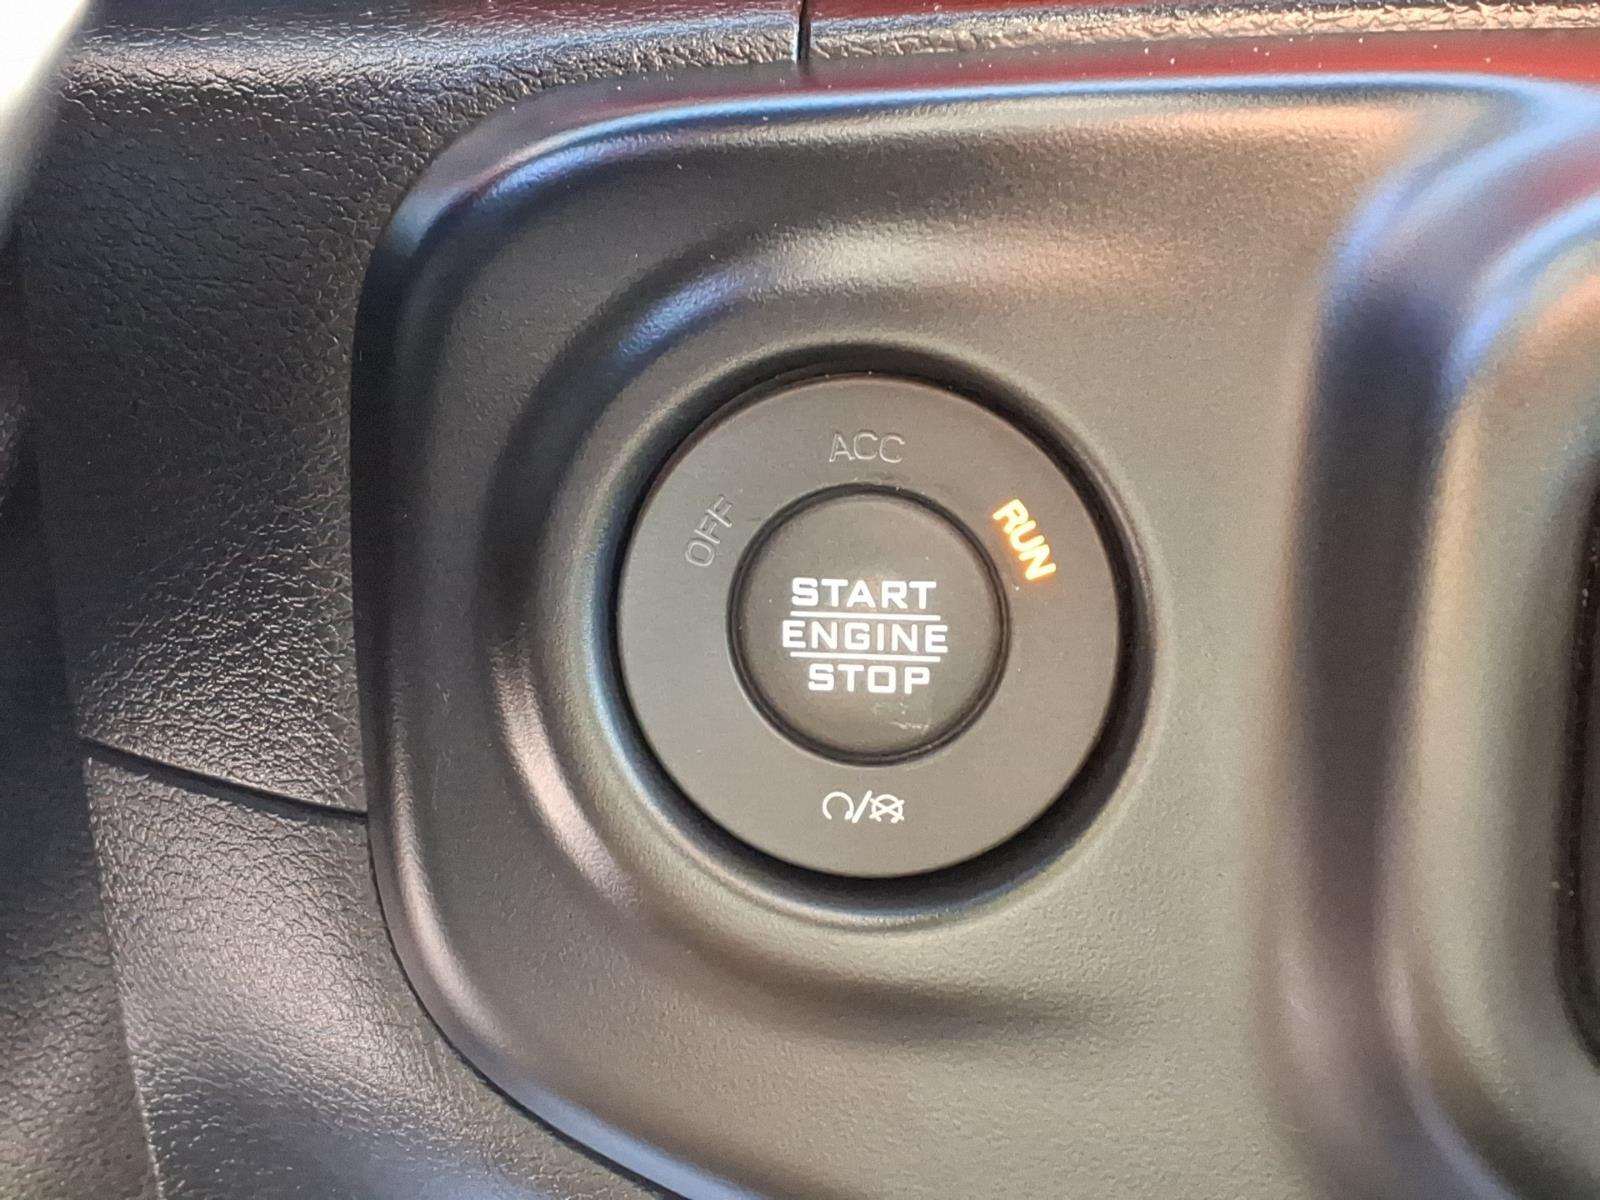 ACC
OFF
RUN
START
ENGINE
STOP